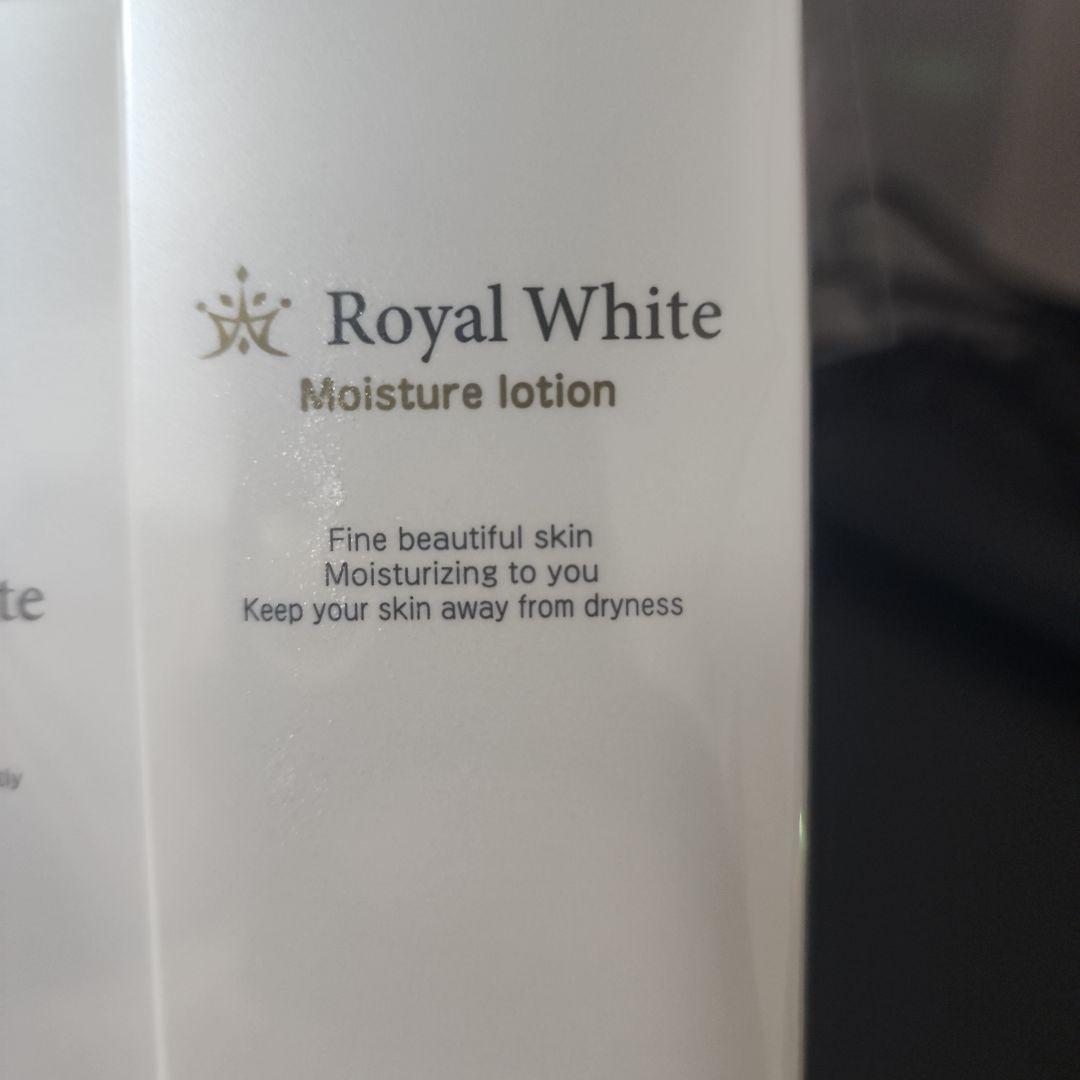 Royal White
Moisture lotion
Fine beautiful skin
Moisturizing to you
Keep your skin away from dryness
te